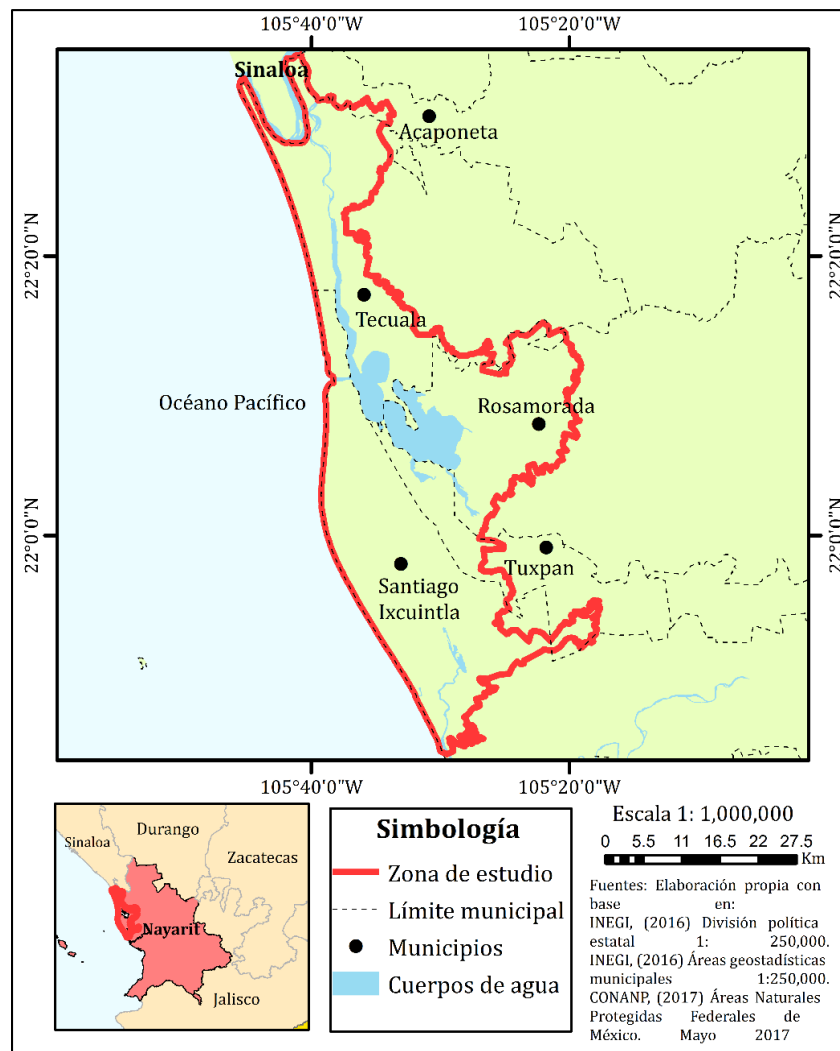 105°40'0"W 105°20'0"W
Sinaloa
Acaponeta
22°20'0"N 22°20'0"N
Tecuala
Océano Pacífico
Rosamorada
22°0'0"N 22°0'0"N
Tuxpan
Santiago
Ixcuintla
105°40'0"W 105°20'0"W
Sinaloa
Durango
Zacatecas
Nayarit
Jalisco
Simbología
Zona de estudio
Límite municipal
Municipios
Cuerpos de agua
Escala 1: 1,000,000
0 5.5 11 16.5 22 27.5
Km
Fuentes: Elaboración propia con
base en:
INEGI, (2016) División política
estatal 1: 250,000.
INEGI, (2016) Áreas geostadísticas
municipales 1:250,000.
CONANP, (2017) Áreas Naturales
Protegidas Federales de
México. Mayo 2017